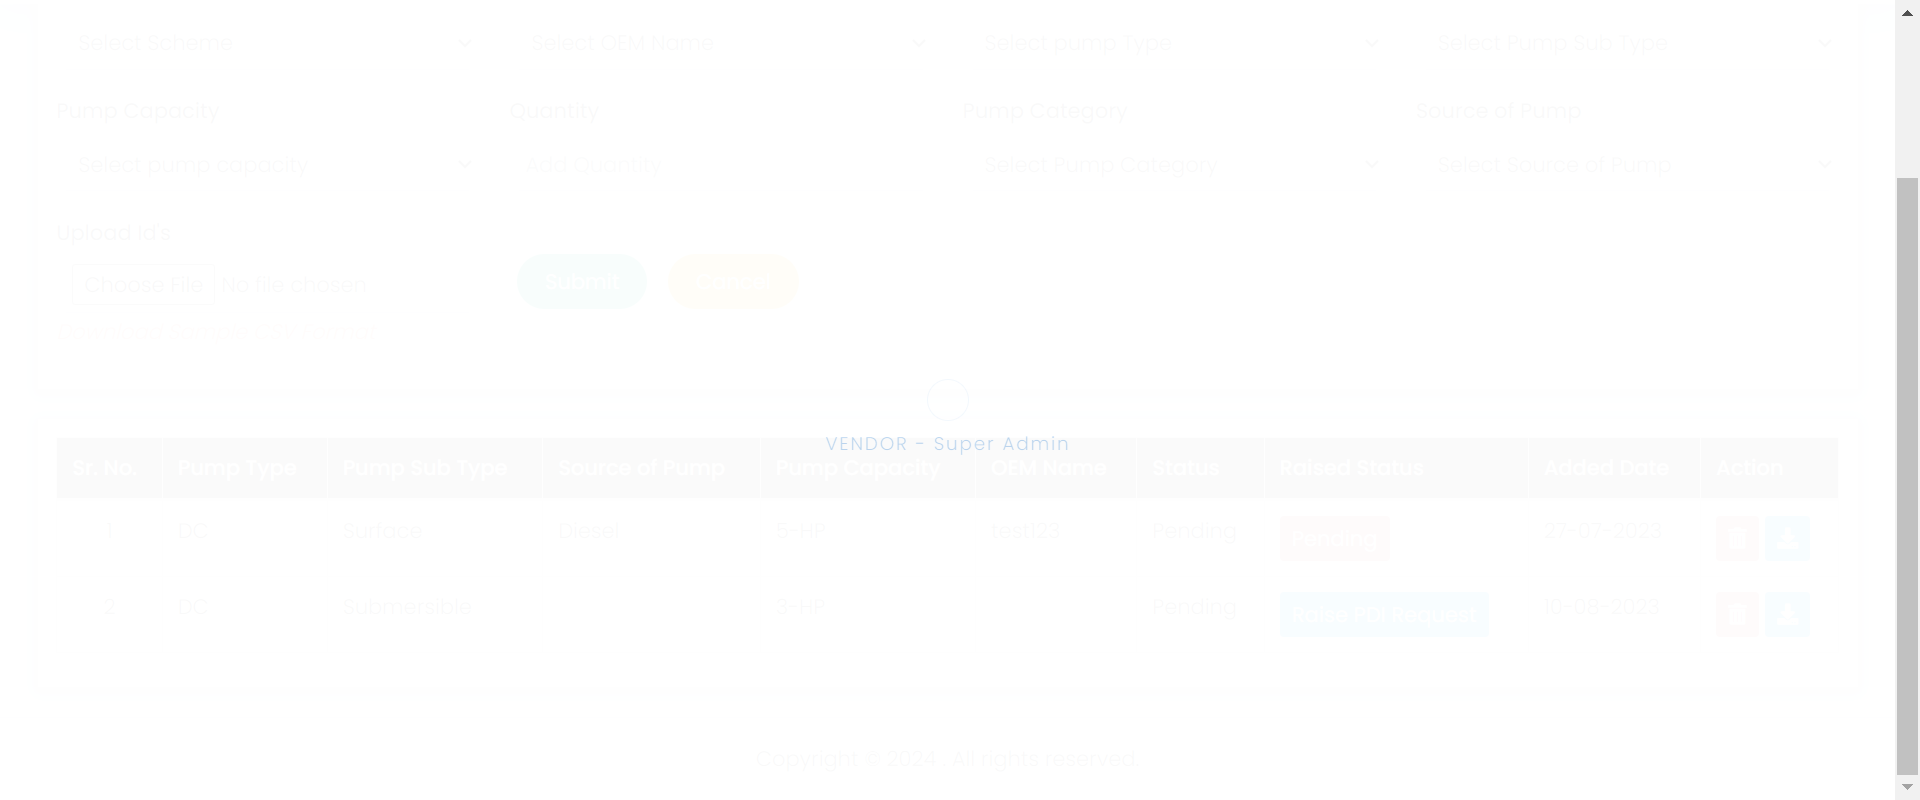 Select Scheme Select OEM Name Select pump Type Select Pump Sub Type
Pump Capacity Quantity Pump Category Source of Pump
Select pump capacity Add Quantity Select Pump Category Select Source of Pump
Upload Id's
Choose File No file chosen Submit Cancel
VENDOR - Super Admin
Sr. No. Pump Type Pump Sub Type Source of Pump Pump Capacity OEM Name Status Raised Status Added Date Action
1 DC Surface Diesel 5-HP test123 Pending Pending 27-07-2023
2 DC Submersible 3-HP Pending Raise PDI Request 10-08-2023
Copyright © 2024 All rights reserved